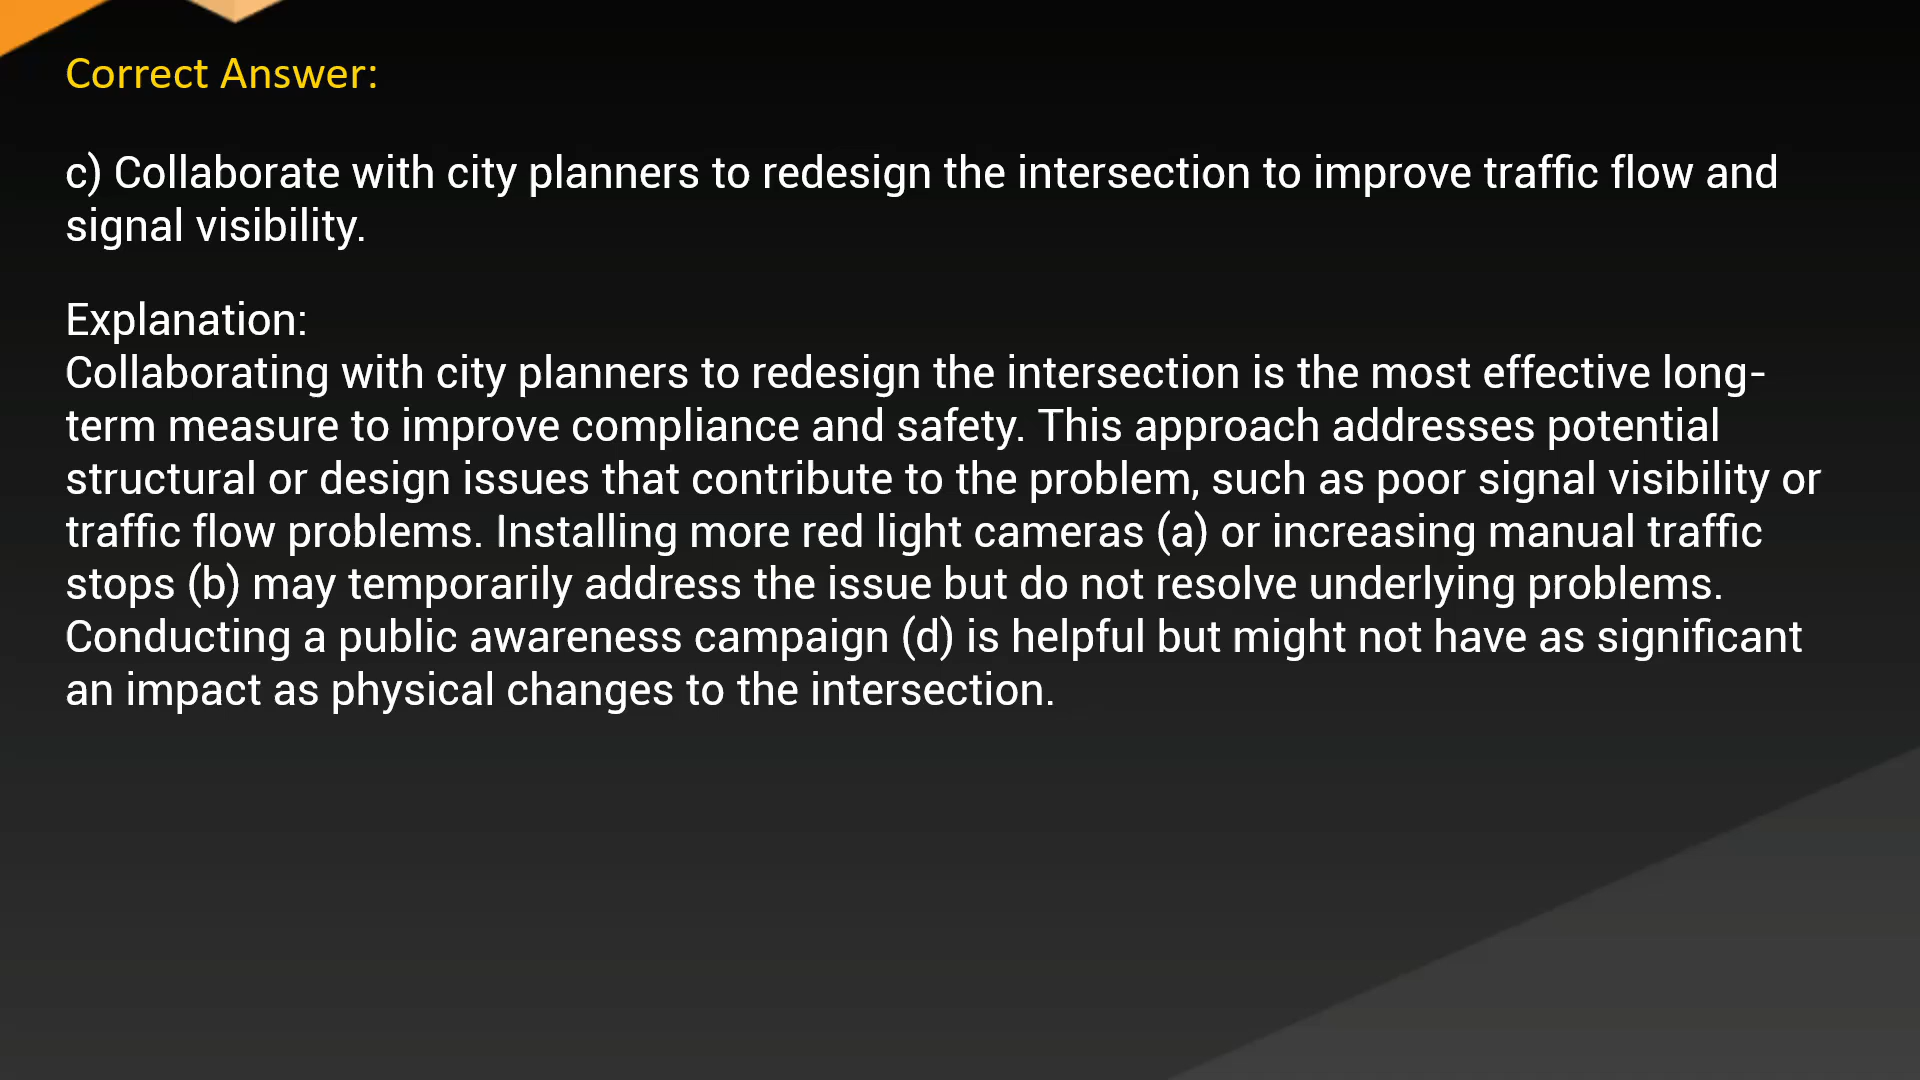 Correct Answer:
c) Collaborate with city planners to redesign the intersection to improve traffic flow and
signal visibility.
Explanation:
Collaborating with city planners to redesign the intersection is the most effective long-
term measure to improve compliance and safety. This approach addresses potential
structural or design issues that contribute to the problem, such as poor signal visibility or
traffic flow problems. Installing more red light cameras (a) or increasing manual traffic
stops (b) may temporarily address the issue but do not resolve underlying problems.
Conducting a public awareness campaign (d) is helpful but might not have as significant
an impact as physical changes to the intersection.